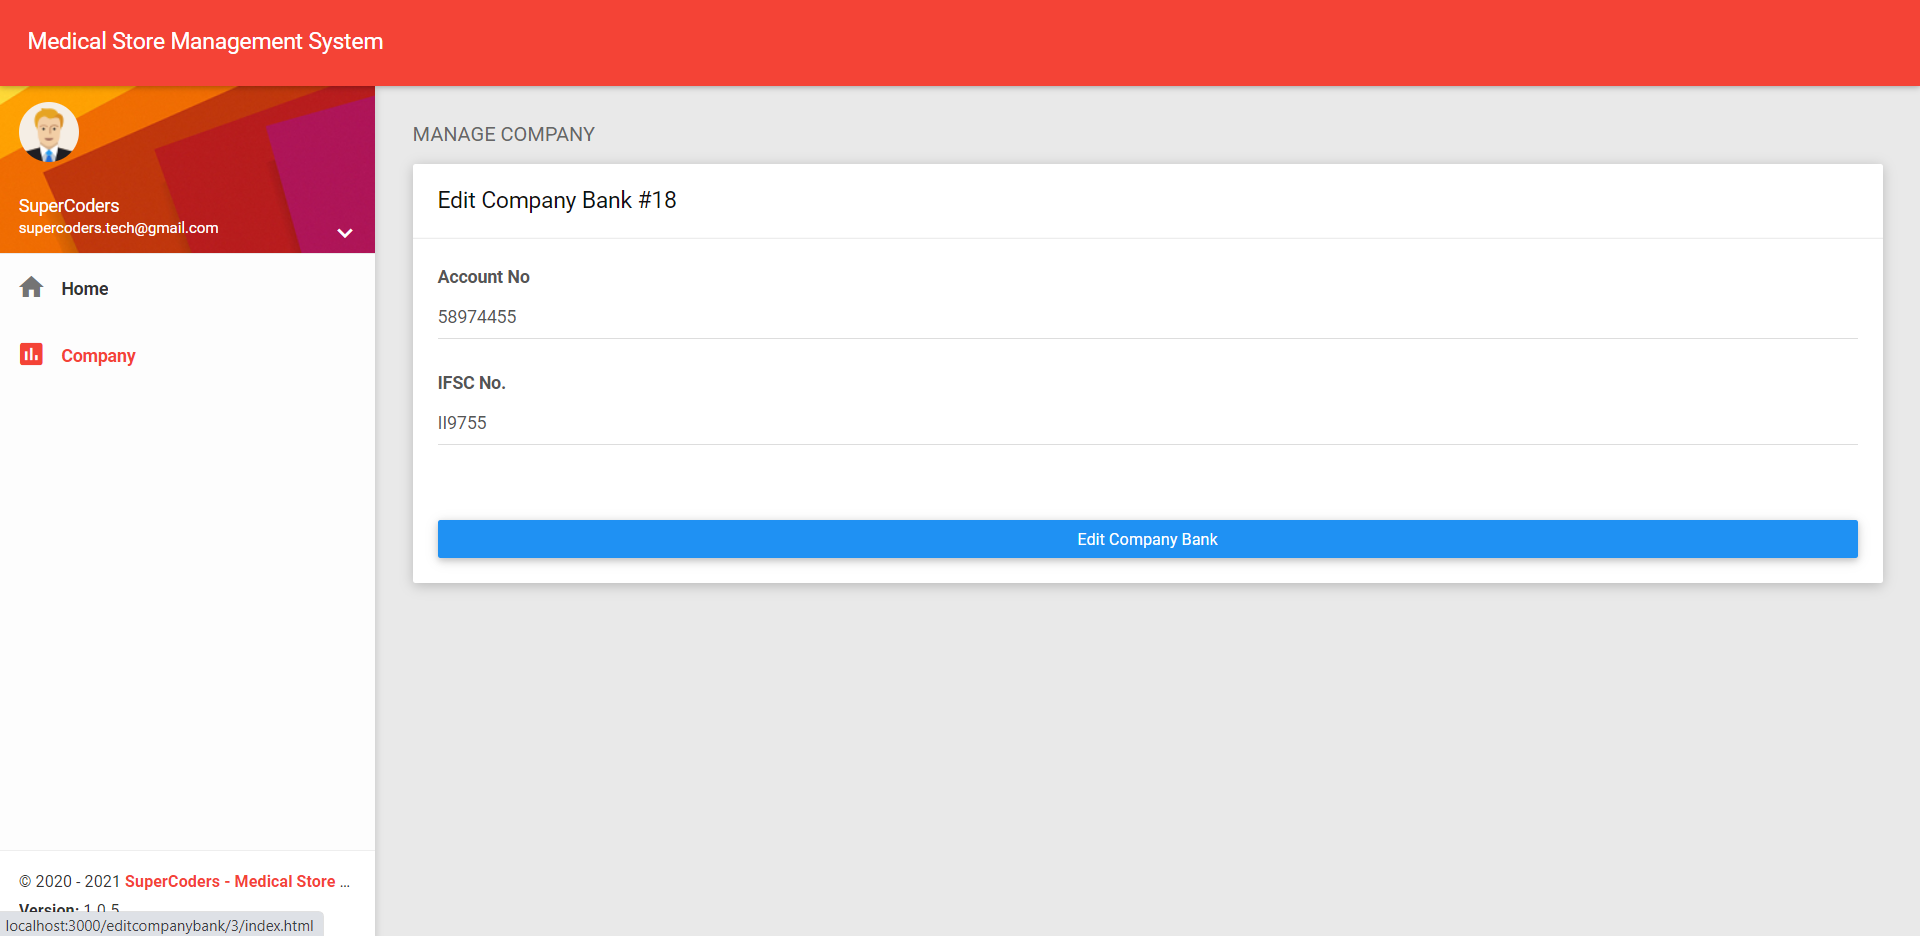 Medical Store Management System
SuperCoders
supercoders.tech@gmail.com
Home
Company
© 2020 - 2021 SuperCoders - Medical Store ...
Version: 1.0.5
localhost:3000/editcompanybank/3/index.html
MANAGE COMPANY
Edit Company Bank #18
Account No
58974455
IFSC No.
II9755
Edit Company Bank